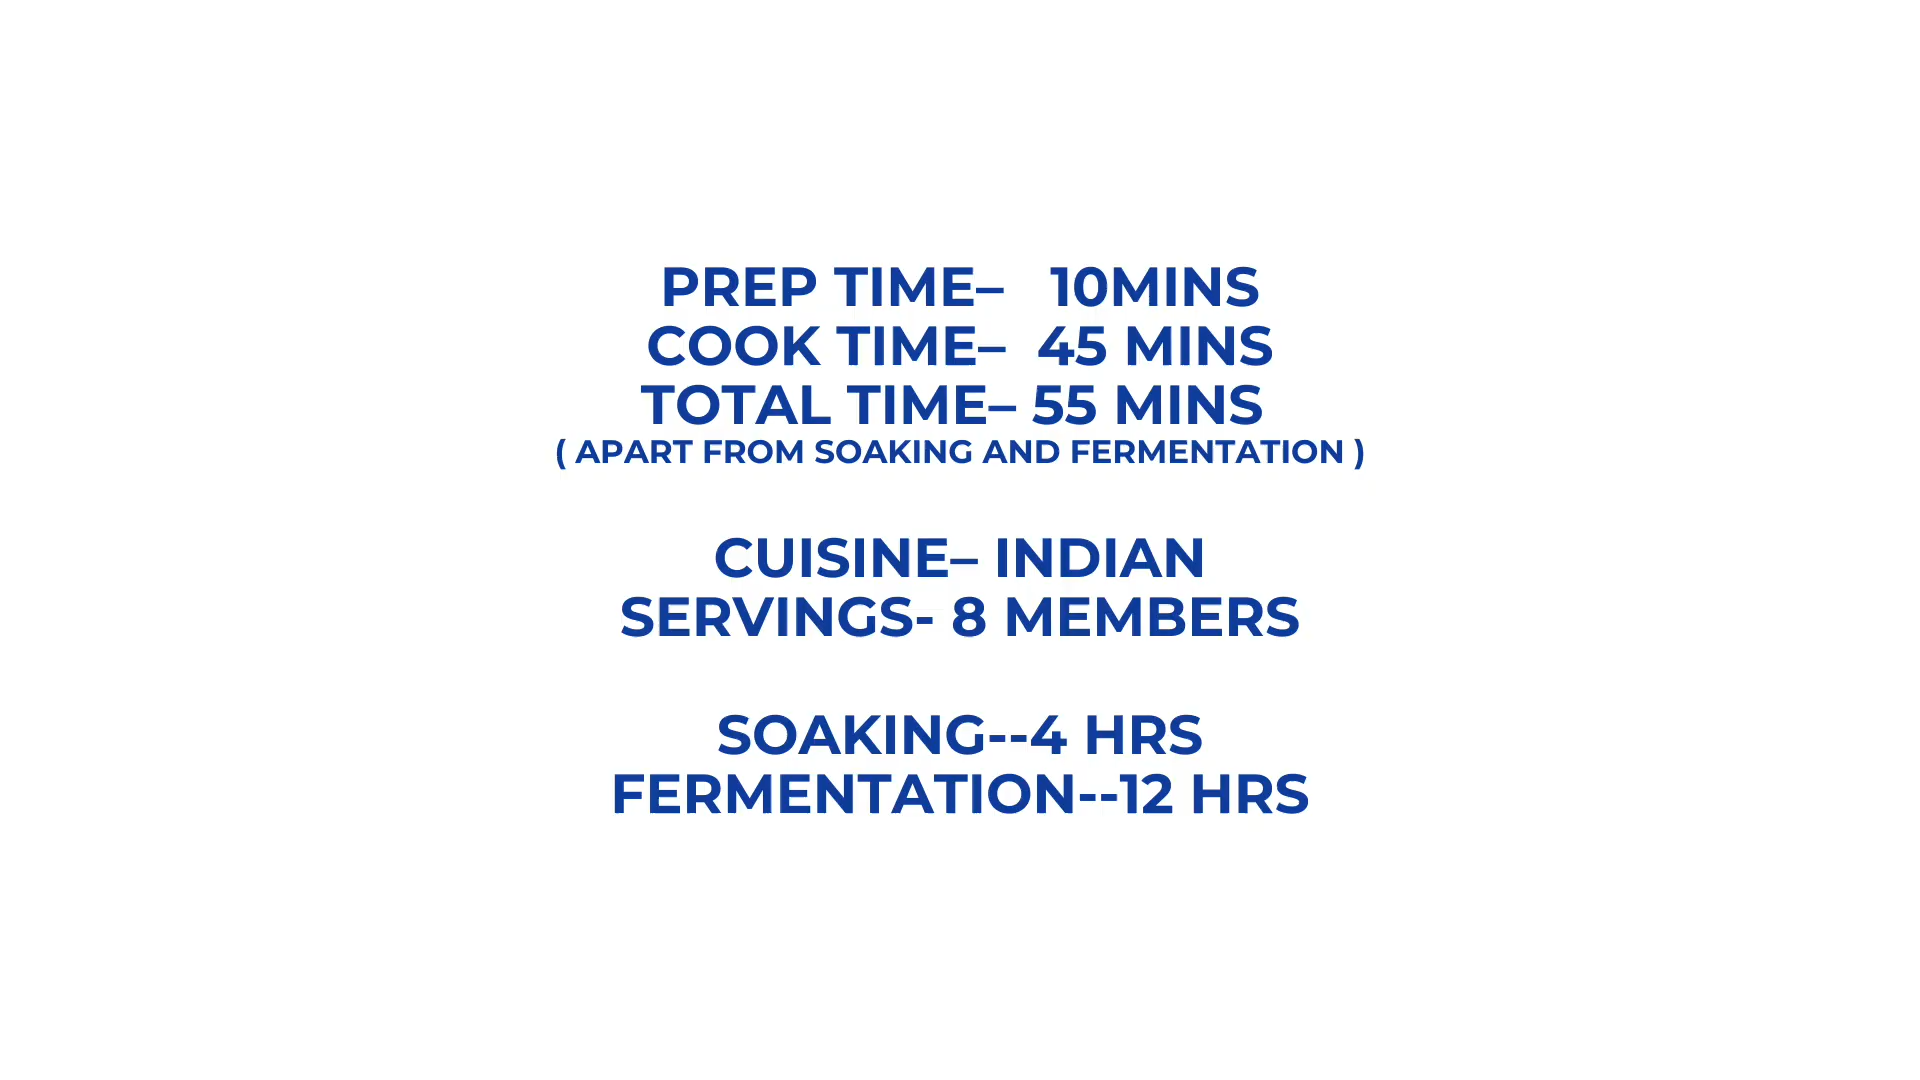 PREP TIME– 10MINS
COOK TIME– 45 MINS
TOTAL TIME– 55 MINS
( APART FROM SOAKING AND FERMENTATION )
CUISINE– INDIAN
SERVINGS- 8 MEMBERS
SOAKING--4 HRS
FERMENTATION--12 HRS